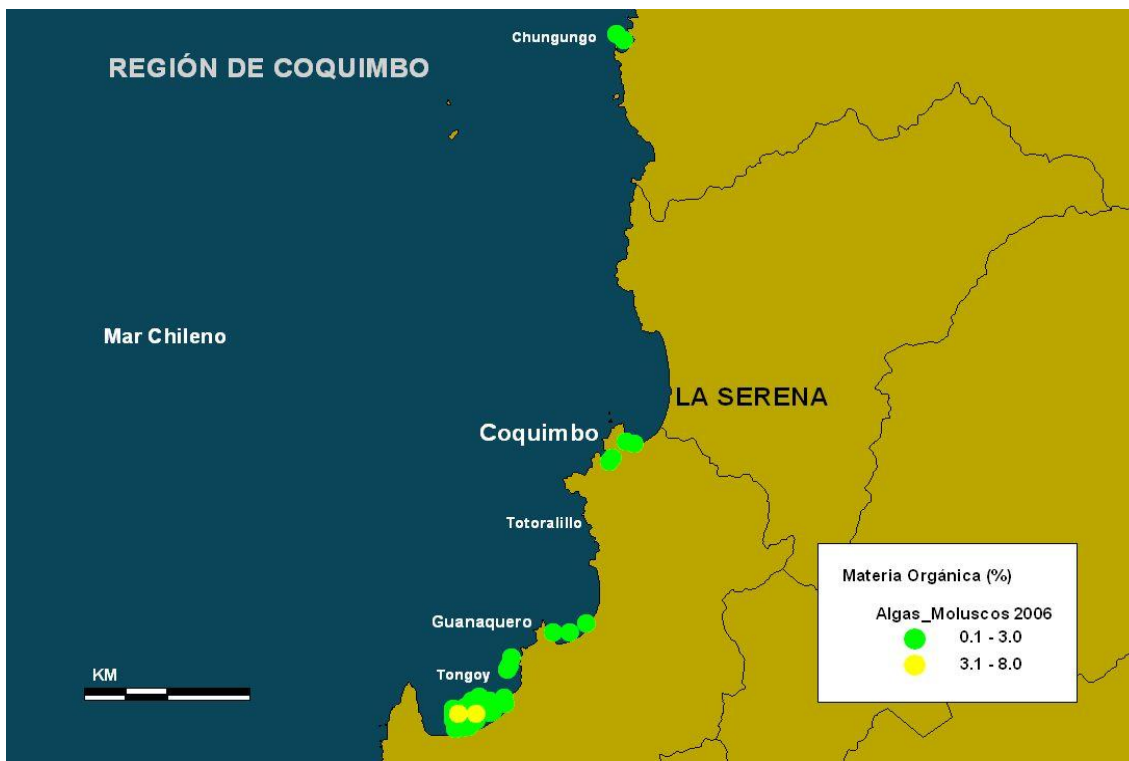 Chungungo
REGIÓN DE COQUIMBO
Mar Chileno
LA SERENA
Coquimbo
Totoralillo
Guanaquero
Tongoy
KM
Materia Orgánica (%)
Algas_Moluscos 2006
0.1 - 3.0
3.1 - 8.0